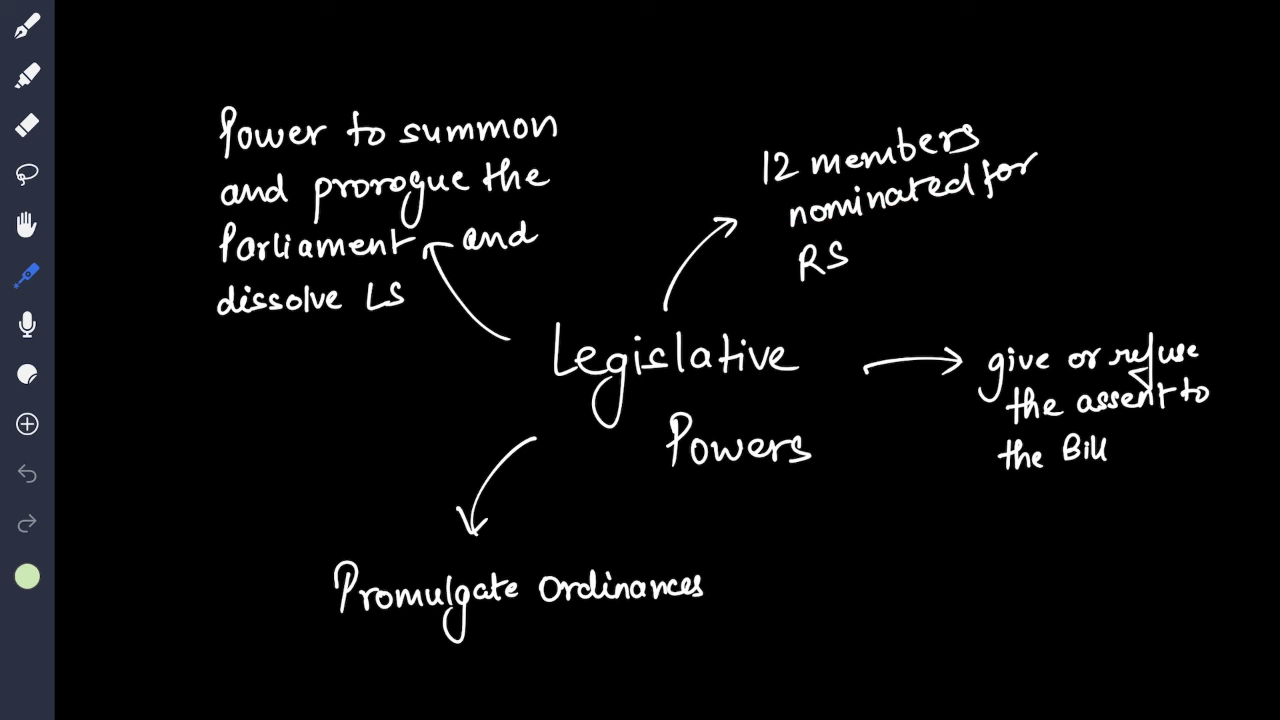 Power to summon
and prorogue the
Parliament and
dissolve LS
12 members
nominated for
RS
Legislative
Powers
give or refuse
the assent to
the Bill
Promulgate Ordinances